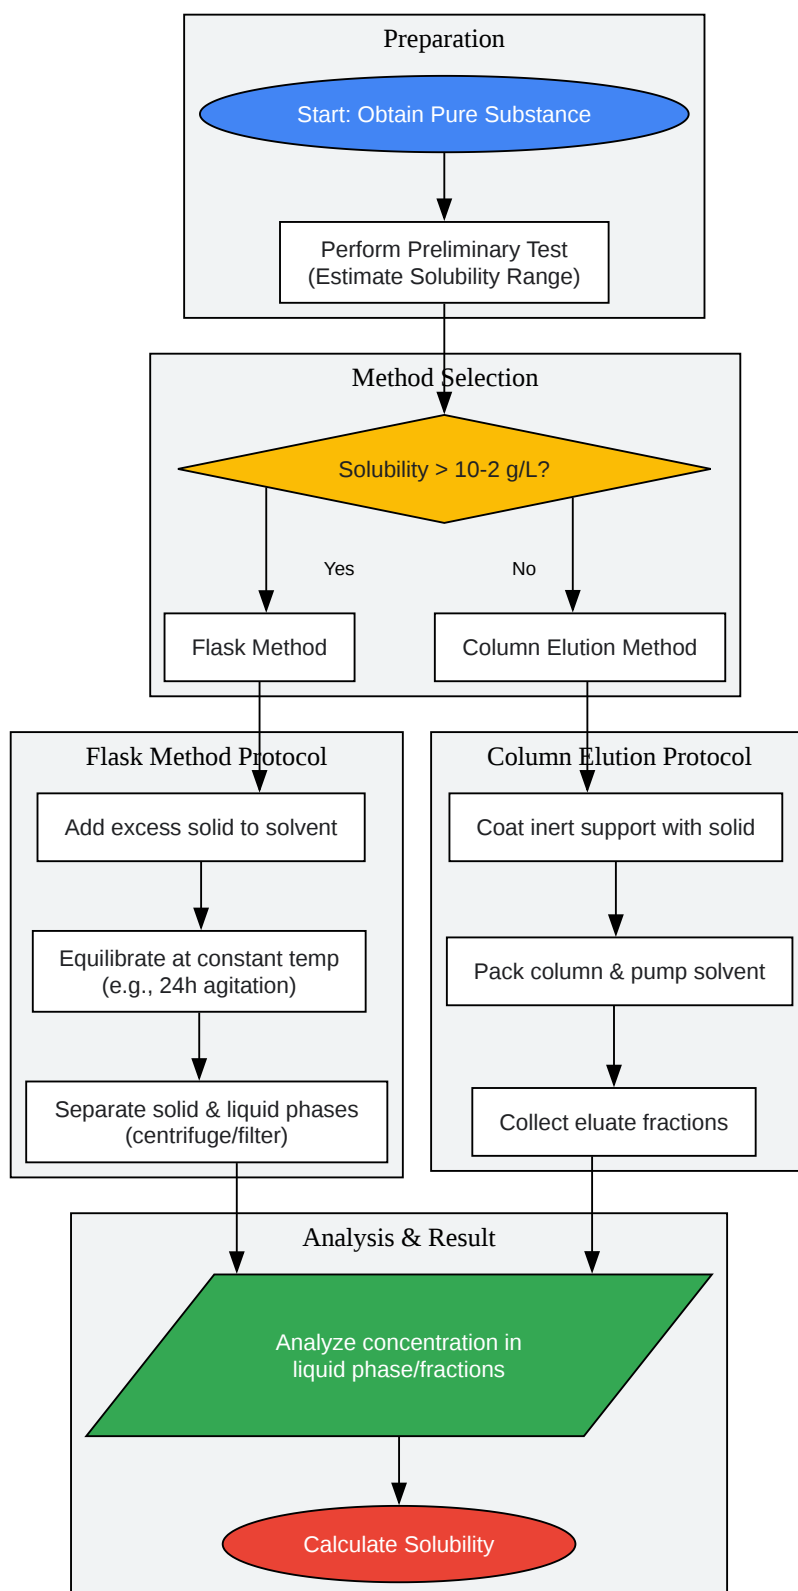 Preparation
Start: Obtain Pure Substance
Perform Preliminary Test
(Estimate Solubility Range)
Method Selection
Solubility > 10-2 g/L?
Yes
No
Flask Method
Column Elution Method
Flask Method Protocol
Add excess solid to solvent
Equilibrate at constant temp
(e.g., 24h agitation)
Separate solid & liquid phases
(centrifuge/filter)
Column Elution Protocol
Coat inert support with solid
Pack column & pump solvent
Collect eluate fractions
Analysis & Result
Analyze concentration in
liquid phase/fractions
Calculate Solubility